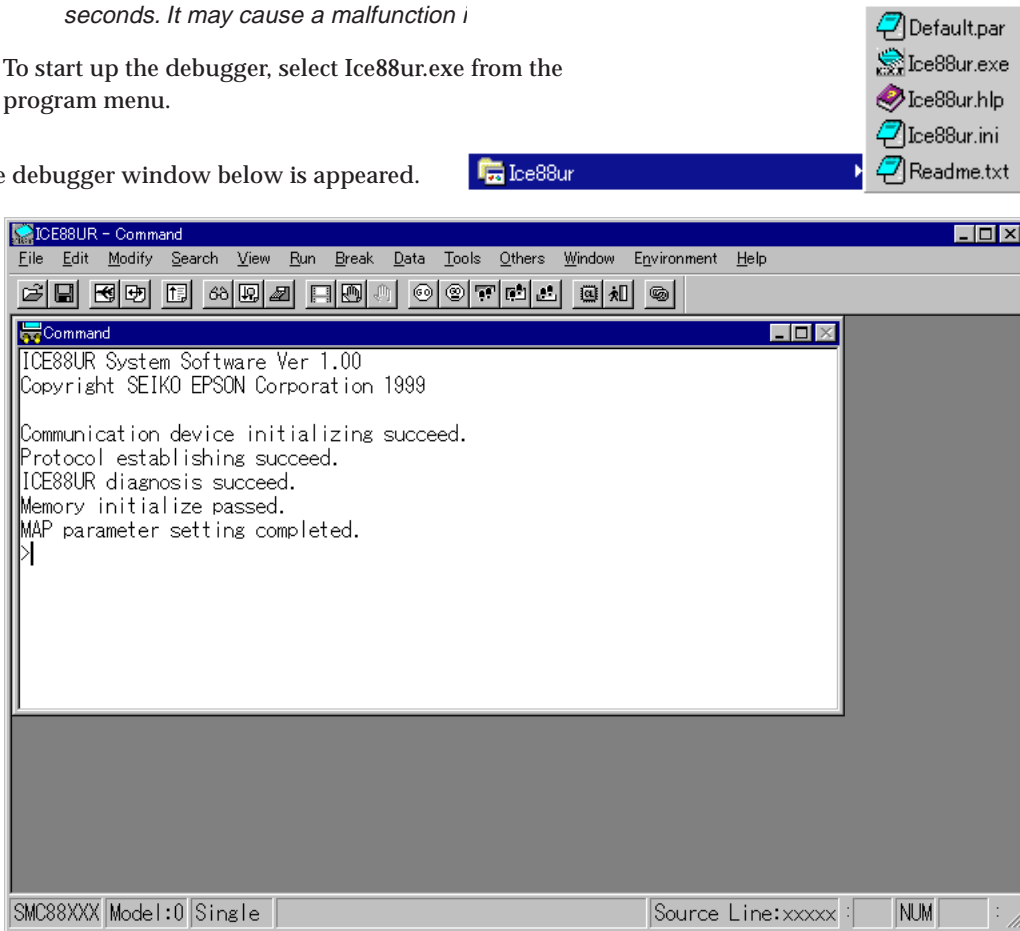 seconds. It may cause a malfunction i
To start up the debugger, select Ice88ur.exe from the
program menu.
e debugger window below is appeared.
Ice88ur
Default.par
Ice88ur.exe
Ice88ur.hlp
Ice88ur.ini
Readme.txt
ICE88UR - Command
File Edit Modify Search View Run Break Data Tools Others Window Environment Help
GO
Command
ICE88UR System Software Ver 1.00
Copyright SEIKO EPSON Corporation 1999
Communication device initializing succeed.
Protocol establishing succeed.
ICE88UR diagnosis succeed.
Memory initialize passed.
MAP parameter setting completed.
>
SMC88XXX Model:0 Single Source Line:xxxxx : NUM :